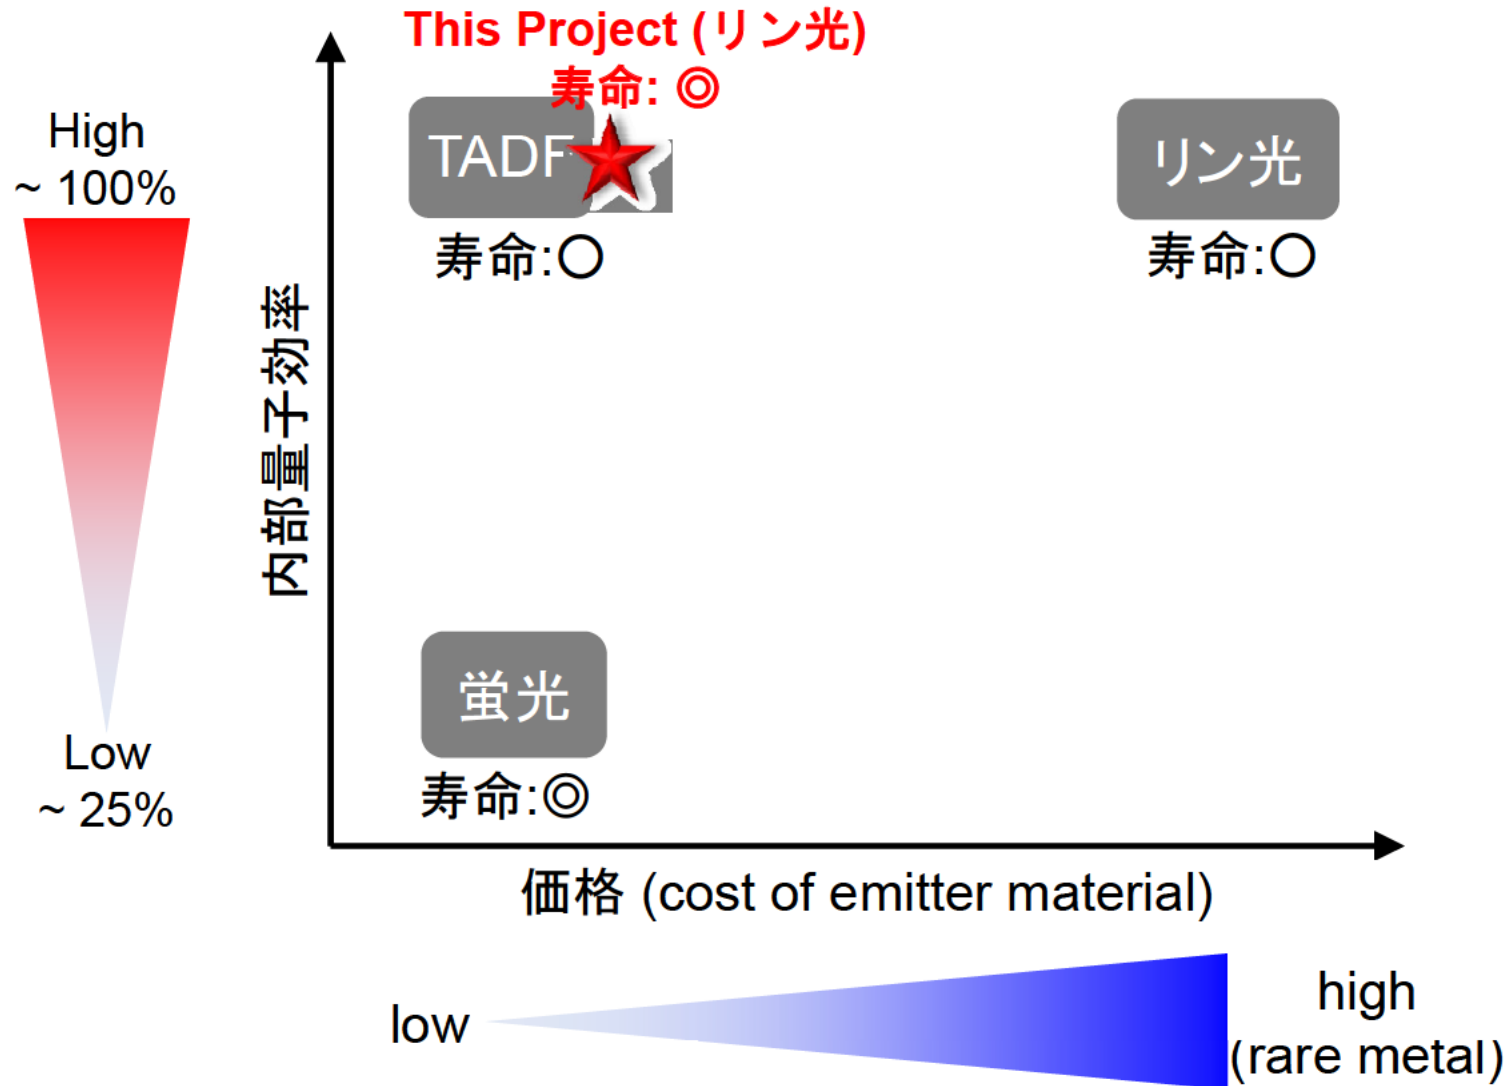 This Project (リン光)
寿命: ◎
High
~ 100%
TADF
リン光
寿命:○
寿命:○
内部量子効率
蛍光
寿命:◎
Low
~ 25%
価格 (cost of emitter material)
low
high
(rare metal)